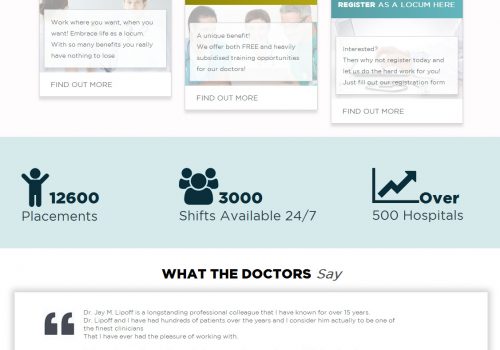 REGISTER AS A LOCUM HERE
Work where you want, when you
want! Embrace life as a locum.
With so many benefits you really
have nothing to lose
FIND OUT MORE
A unique benefit!
We offer both FREE and heavily
subsidised training opportunities
for our doctors!
FIND OUT MORE
Interested?
Then why not register today and
let us do the hard work for you!
Just fill out our registration form
FIND OUT MORE
12600
Placements
3000
Shifts Available 24/7
Over
500 Hospitals
WHAT THE DOCTORS Say
Dr. Jay M. Lipoff is a longstanding professional colleague that I have known for over 15 years.
Dr. Lipoff and I have had hundreds of patients over the years and I consider him actually to be one of
the finest clinicians
That I have ever had the pleasure of working with.